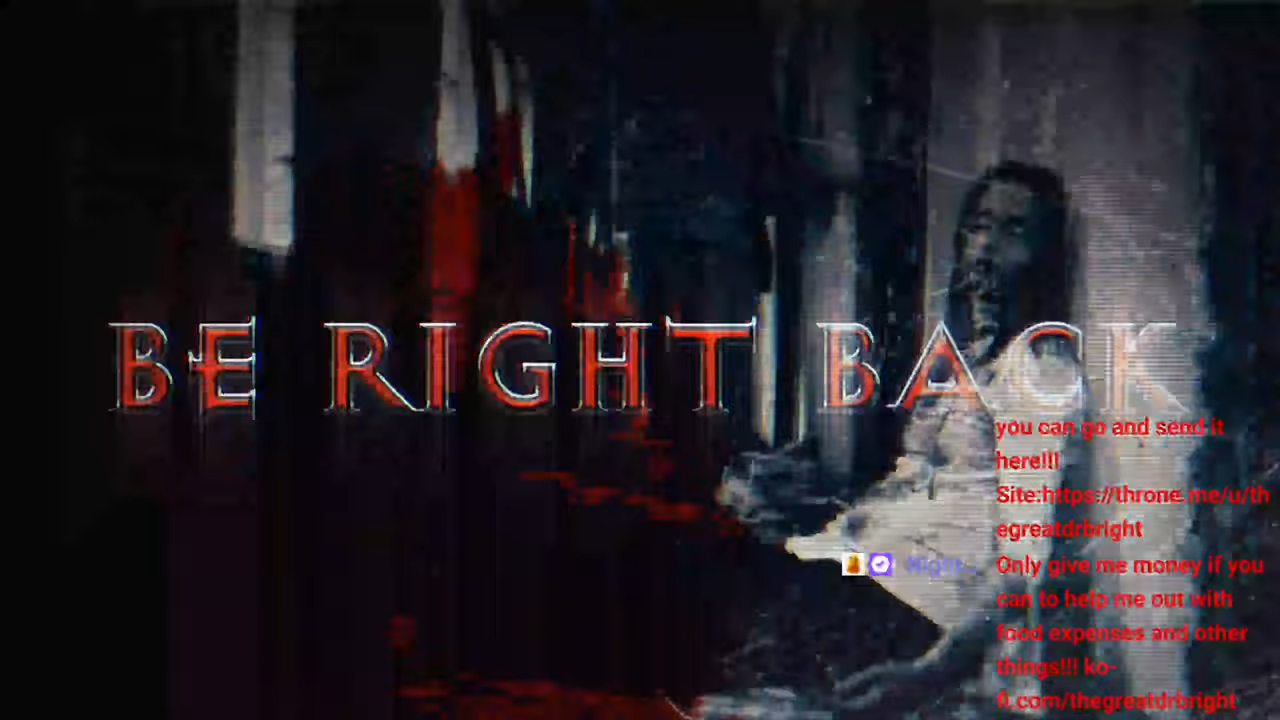 BE RIGHT BACK
you can go and send it
here!!!
Site:https://throne.me/u/th
egreatdrbright
Night...
Only give me money if you
can to help me out with
food expenses and other
things!!! ko-
fi.com/thegreatdrbright